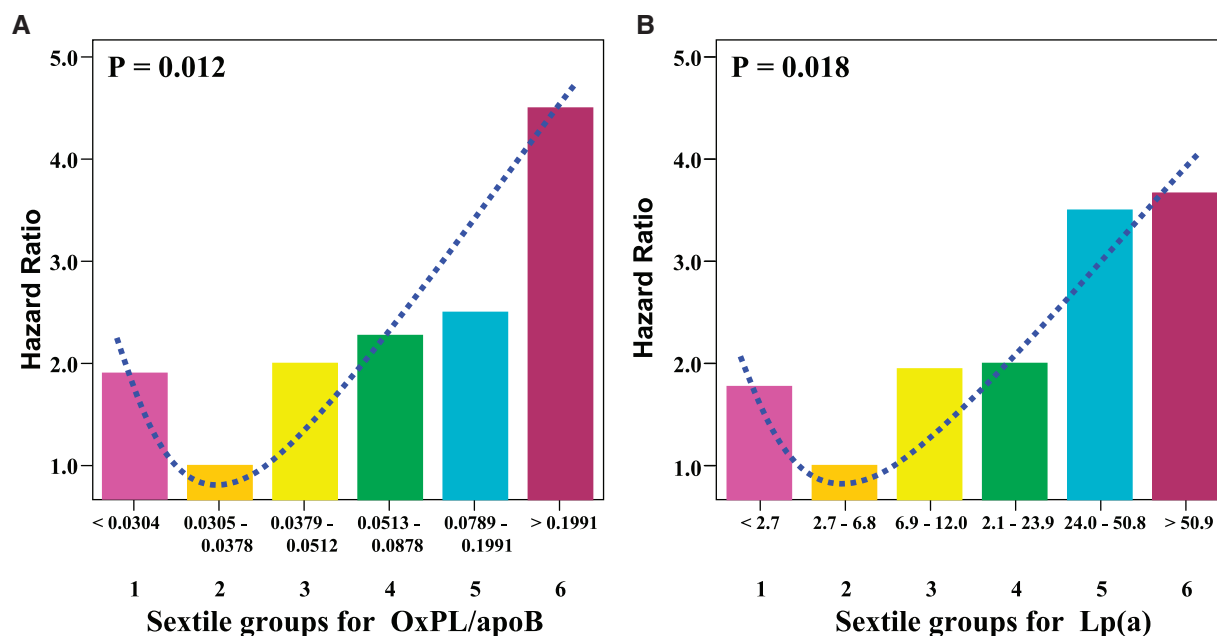 A
P = 0.012
Hazard Ratio
5.0
4.0
3.0
2.0
1.0
< 0.0304
0.0305 -
0.0378
0.0379 -
0.0512
0.0513 -
0.0878
0.0789 -
0.1991
> 0.1991
1 2 3 4 5 6
Sextile groups for OxPL/apoB
B
P = 0.018
Hazard Ratio
5.0
4.0
3.0
2.0
1.0
< 2.7
2.7 - 6.8
6.9 - 12.0
2.1 - 23.9
24.0 - 50.8
> 50.9
1 2 3 4 5 6
Sextile groups for Lp(a)